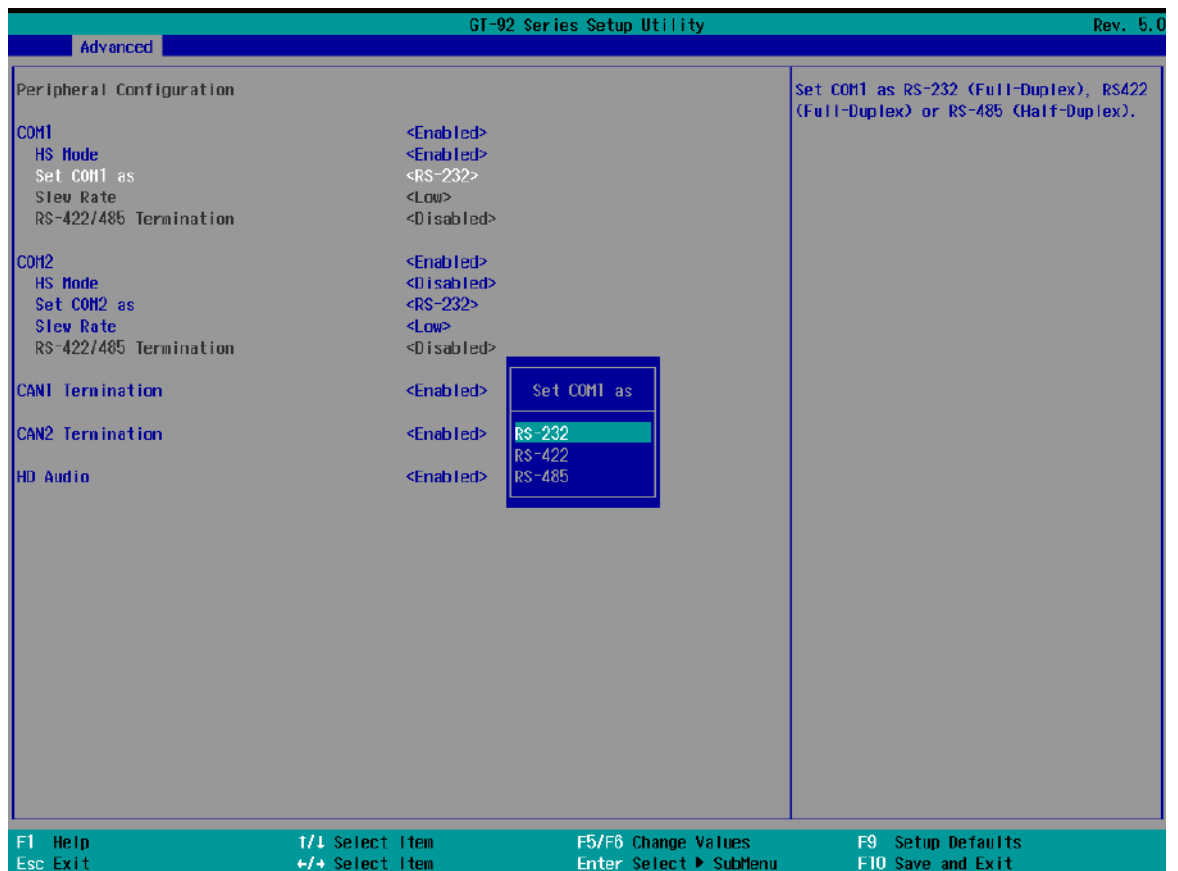 GT-92 Series Setup Utility Rev. 5.0
Advanced
Peripheral Configuration
COM1 <Enabled>
HS Mode <Enabled>
Set COM1 as <RS-232>
Slew Rate <Low>
RS-422/485 Termination <Disabled>
COM2 <Enabled>
HS Mode <Disabled>
Set COM2 as <RS-232>
Slew Rate <Low>
RS-422/485 Termination <Disabled>
CAN1 Termination <Enabled>
CAN2 Termination <Enabled>
HD Audio <Enabled>
Set COM1 as
RS-232
RS-422
RS-485
Set COM1 as RS-232 (Full-Duplex), RS422
(Full-Duplex) or RS-485 (Half-Duplex).
F1 Help ↑/↓ Select Item F5/F6 Change Values F9 Setup Defaults
Esc Exit ←/→ Select Item Enter Select ▶ SubMenu F10 Save and Exit